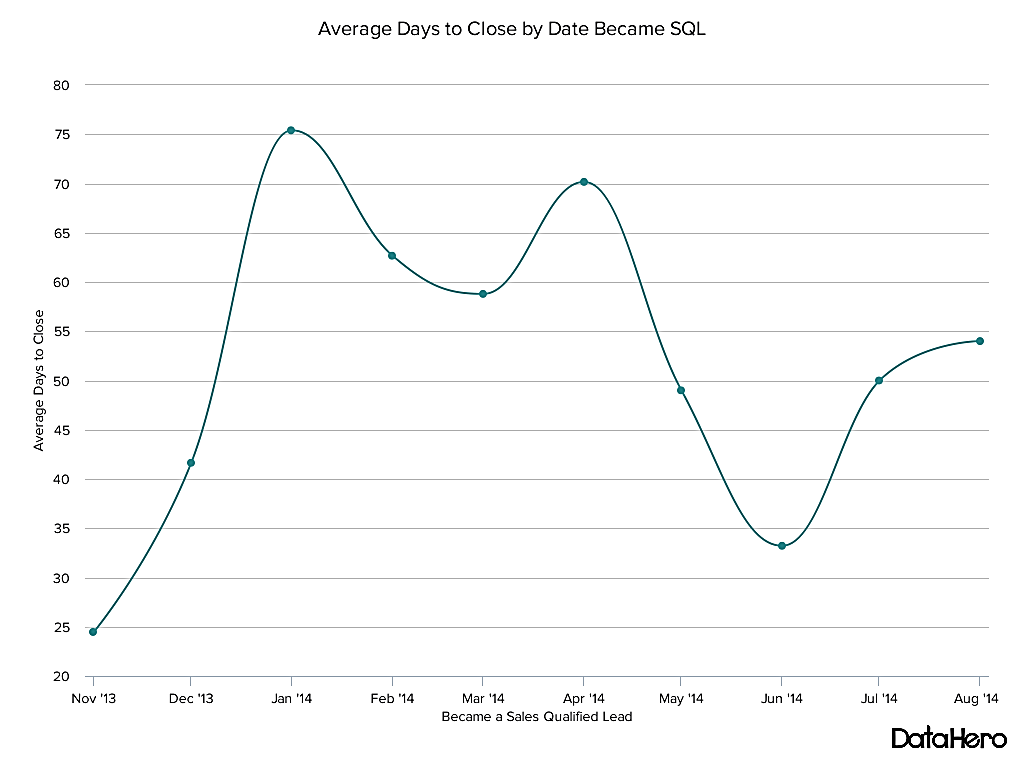 Average Days to Close by Date Became SQL
80
75
70
65
60
55
50
45
40
35
30
25
20
Average Days to Close
Nov '13 Dec '13 Jan '14 Feb '14 Mar '14 Apr '14 May '14 Jun '14 Jul '14 Aug '14
Became a Sales Qualified Lead
DataHero